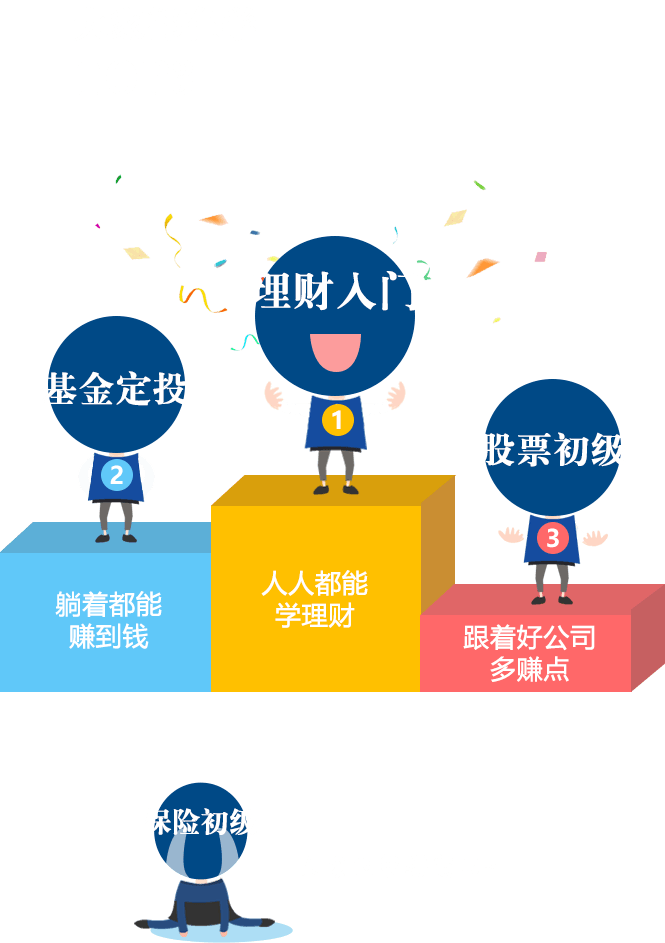 理财入门
1
基金定投
2
股票初级
3
人人都能
学理财
躺着都能
赚到钱
跟着好公司
多赚点
保险初级